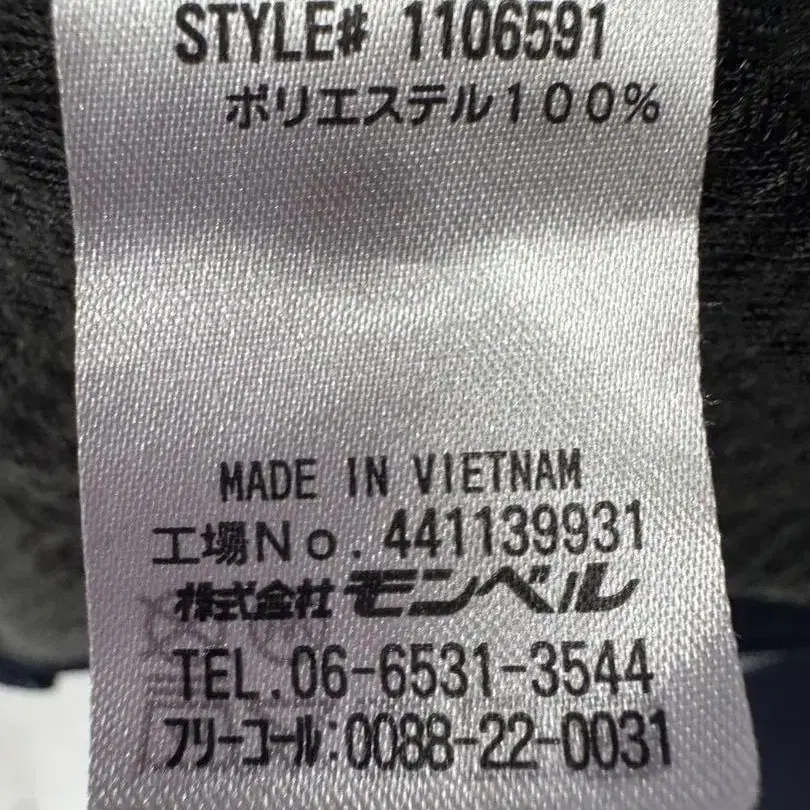 STYLE# 1106591
ポリエステル１００％
MADE IN VIETNAM
工場Ｎｏ．441139931
株式会社モンベル
TEL.06-6531-3544
フリーコール:0088-22-0031